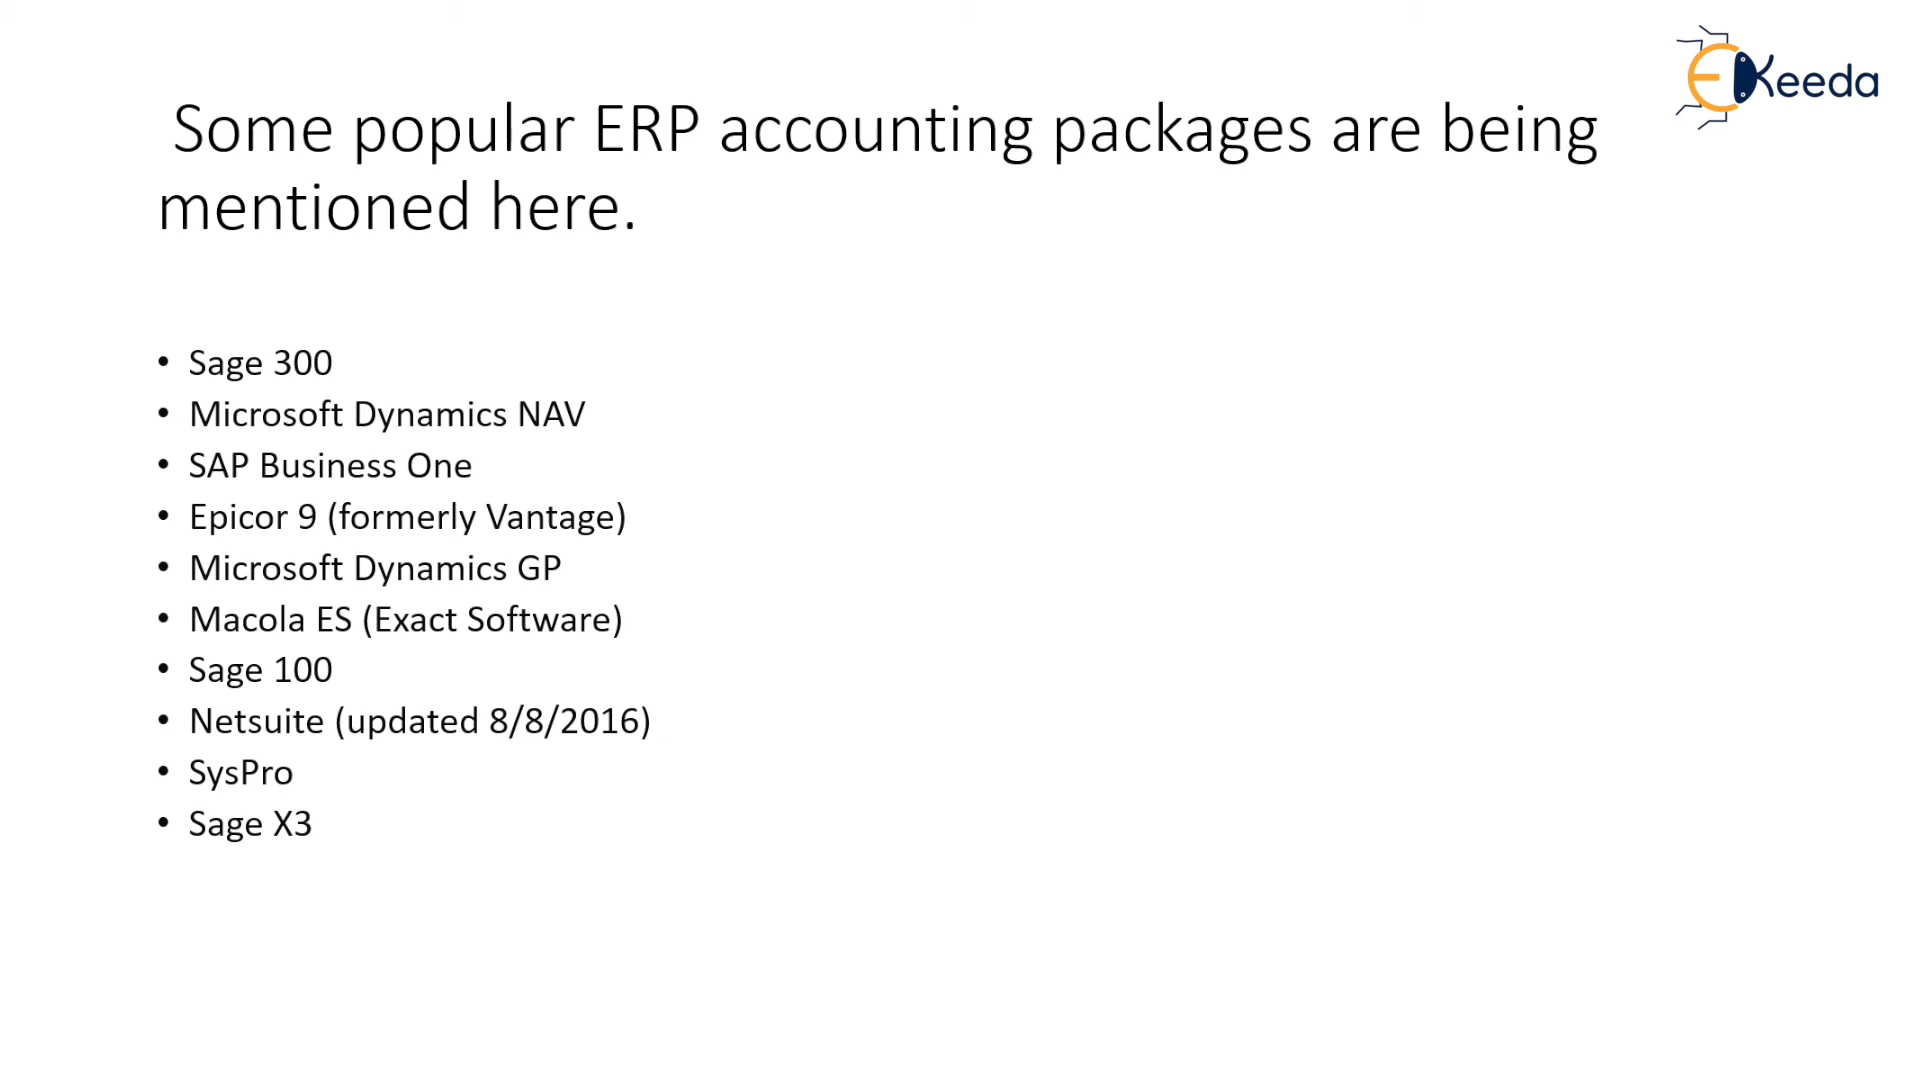 EKeeda
Some popular ERP accounting packages are being
mentioned here.
• Sage 300
• Microsoft Dynamics NAV
• SAP Business One
• Epicor 9 (formerly Vantage)
• Microsoft Dynamics GP
• Macola ES (Exact Software)
• Sage 100
• Netsuite (updated 8/8/2016)
• SysPro
• Sage X3